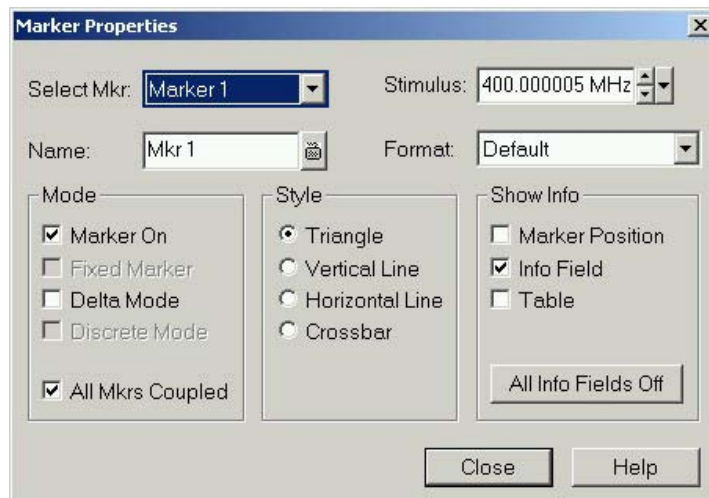 Marker Properties
Select Mkr: Marker 1
Stimulus: 400.000005 MHz
Name: Mkr 1
Format: Default
Mode
Marker On
Fixed Marker
Delta Mode
Discrete Mode
All Mkrs Coupled
Style
Triangle
Vertical Line
Horizontal Line
Crossbar
Show Info
Marker Position
Info Field
Table
All Info Fields Off
Close
Help